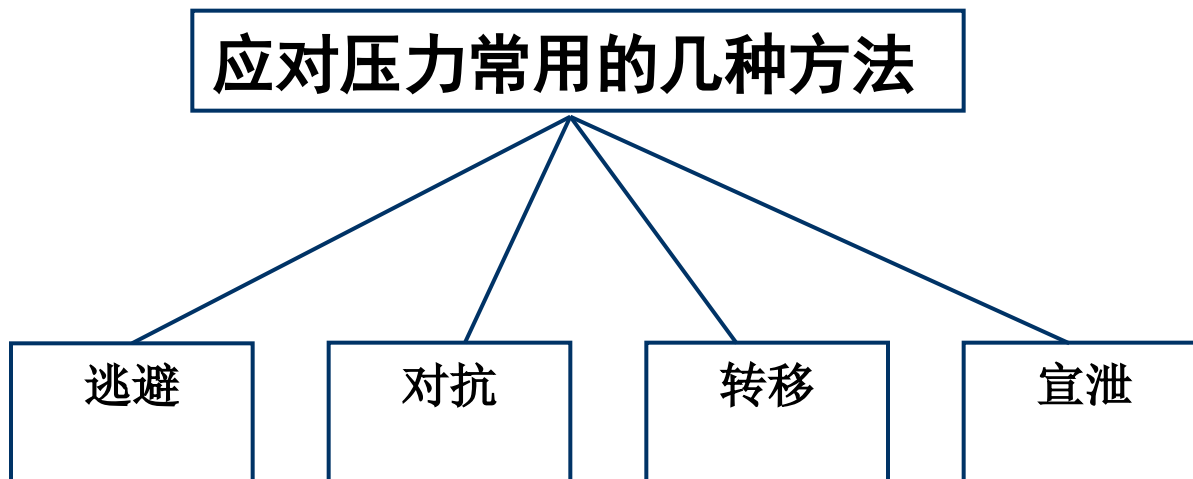 应对压力常用的几种方法
逃避
对抗
转移
宣泄